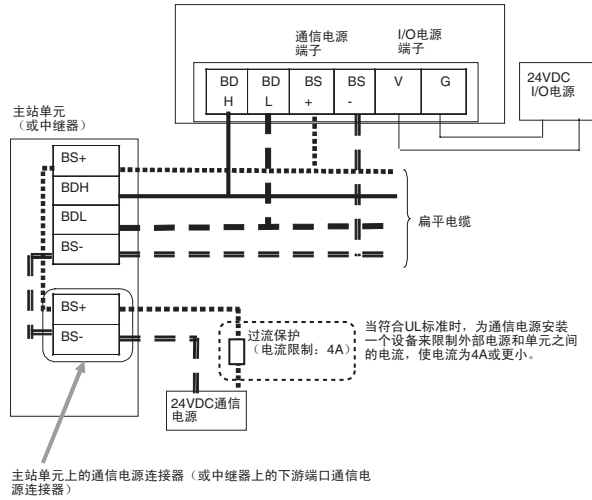 通信电源
端子
I/O电源
端子
BD
H
BD
L
BS
+
BS
-
V
G
24VDC
I/O电源
主站单元
（或中继器）
BS+
BDH
BDL
BS-
扁平电缆
BS+
BS-
过流保护
（电流限制：4A）
当符合UL标准时，为通信电源安装
一个设备来限制外部电源和单元之间
的电流，使电流为4A或更小。
24VDC通信
电源
主站单元上的通信电源连接器（或中继器上的下游端口通信电
源连接器）